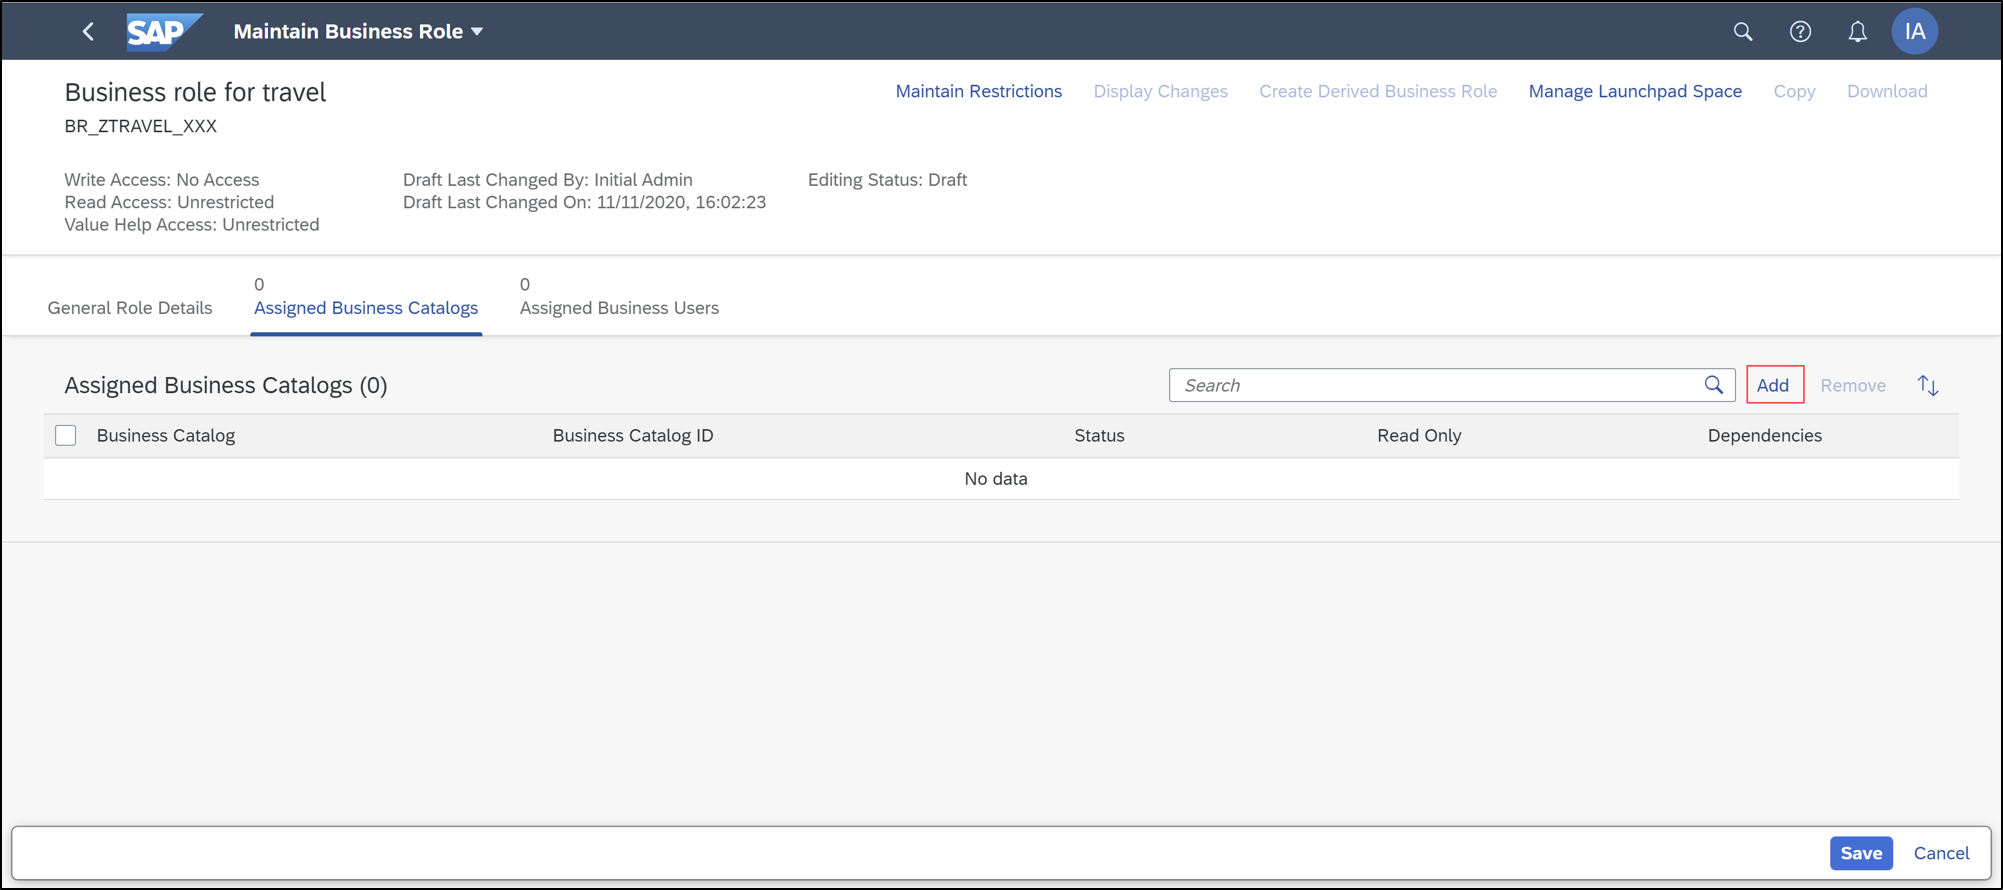 SAP Maintain Business Role IA
Business role for travel Maintain Restrictions Display Changes Create Derived Business Role Manage Launchpad Space Copy Download
BR_ZTRAVEL_XXX
Write Access: No Access Draft Last Changed By: Initial Admin Editing Status: Draft
Read Access: Unrestricted Draft Last Changed On: 11/11/2020, 16:02:23
Value Help Access: Unrestricted
0 0
General Role Details Assigned Business Catalogs Assigned Business Users
Assigned Business Catalogs (0) Search Add Remove
Business Catalog Business Catalog ID Status Read Only Dependencies
No data
Save Cancel